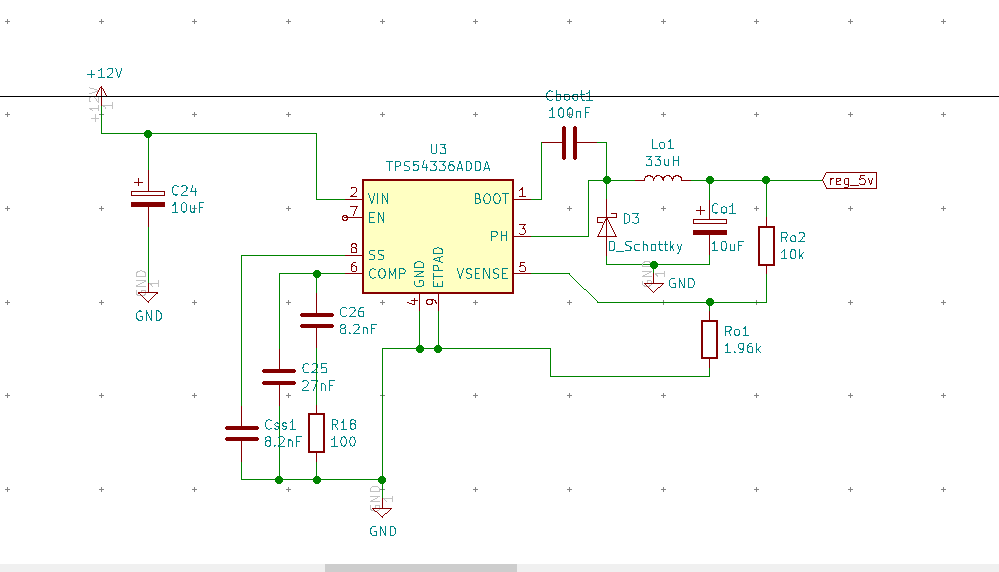 +12V
+12V
1
Cboot1
100nF
U3
TPS54336ADDA
Lo1
33uH
reg_5v
2
VIN
BOOT
1
7
EN
C24
10uF
+
GND
1
GND
D3
D_Schottky
+
Co1
10uF
Ro2
10k
PH
3
8
SS
6
COMP
GND
ETPAD
VSENSE
5
GND
1
GND
4
9
C26
8.2nF
Ro1
1.96k
C25
27nF
Css1
8.2nF
R18
100
GND
1
GND